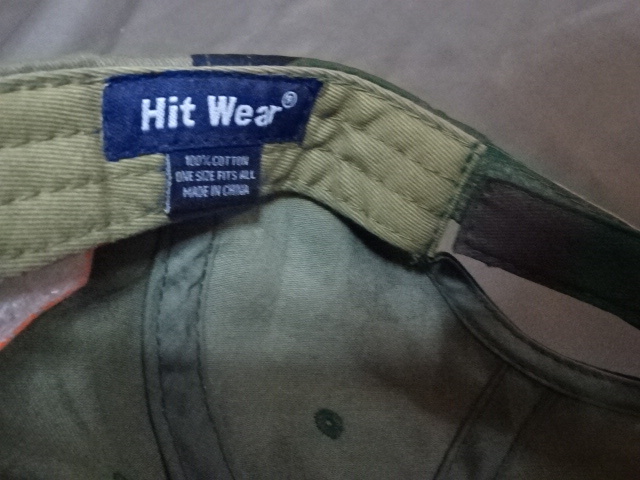 Hit Wear®
100% COTTON
ONE SIZE FITS ALL
MADE IN CHINA